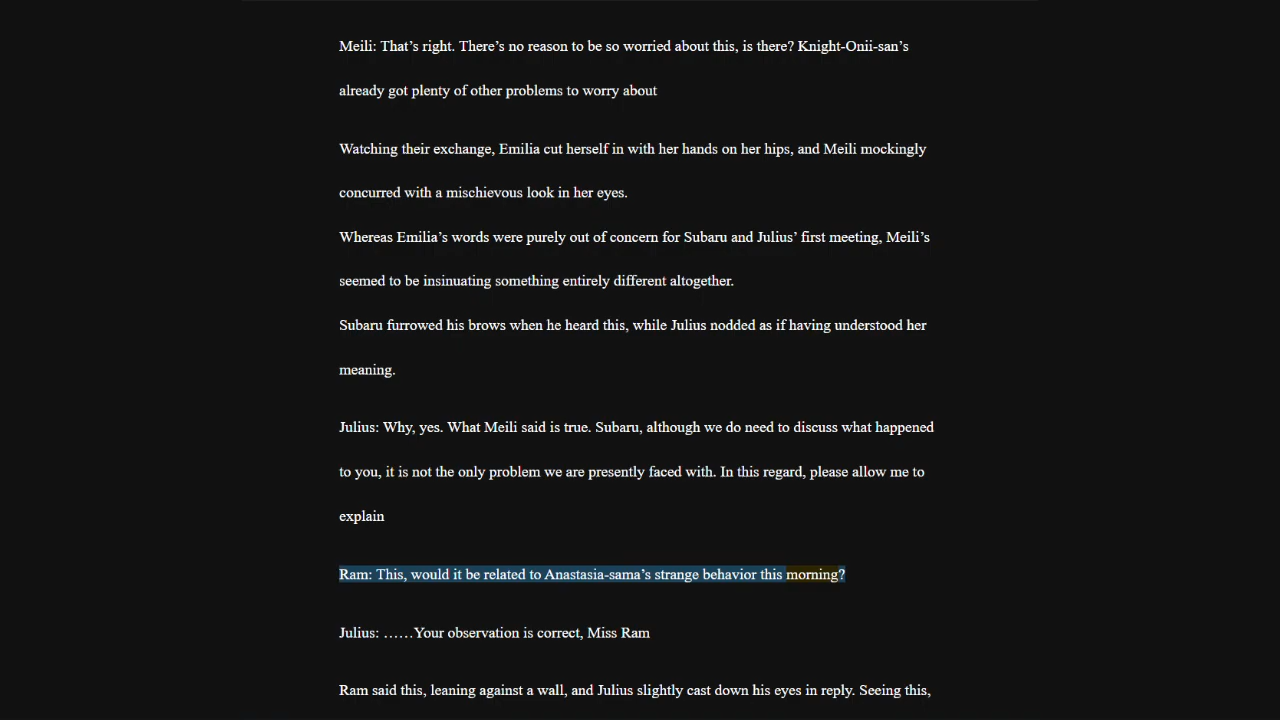 Meili: That’s right. There’s no reason to be so worried about this, is there? Knight-Onii-san’s
already got plenty of other problems to worry about
Watching their exchange, Emilia cut herself in with her hands on her hips, and Meili mockingly
concurred with a mischievous look in her eyes.
Whereas Emilia’s words were purely out of concern for Subaru and Julius’ first meeting, Meili’s
seemed to be insinuating something entirely different altogether.
Subaru furrowed his brows when he heard this, while Julius nodded as if having understood her
meaning.
Julius: Why, yes. What Meili said is true. Subaru, although we do need to discuss what happened
to you, it is not the only problem we are presently faced with. In this regard, please allow me to
explain
Ram: This, would it be related to Anastasia-sama’s strange behavior this morning?
Julius: ……Your observation is correct, Miss Ram
Ram said this, leaning against a wall, and Julius slightly cast down his eyes in reply. Seeing this,